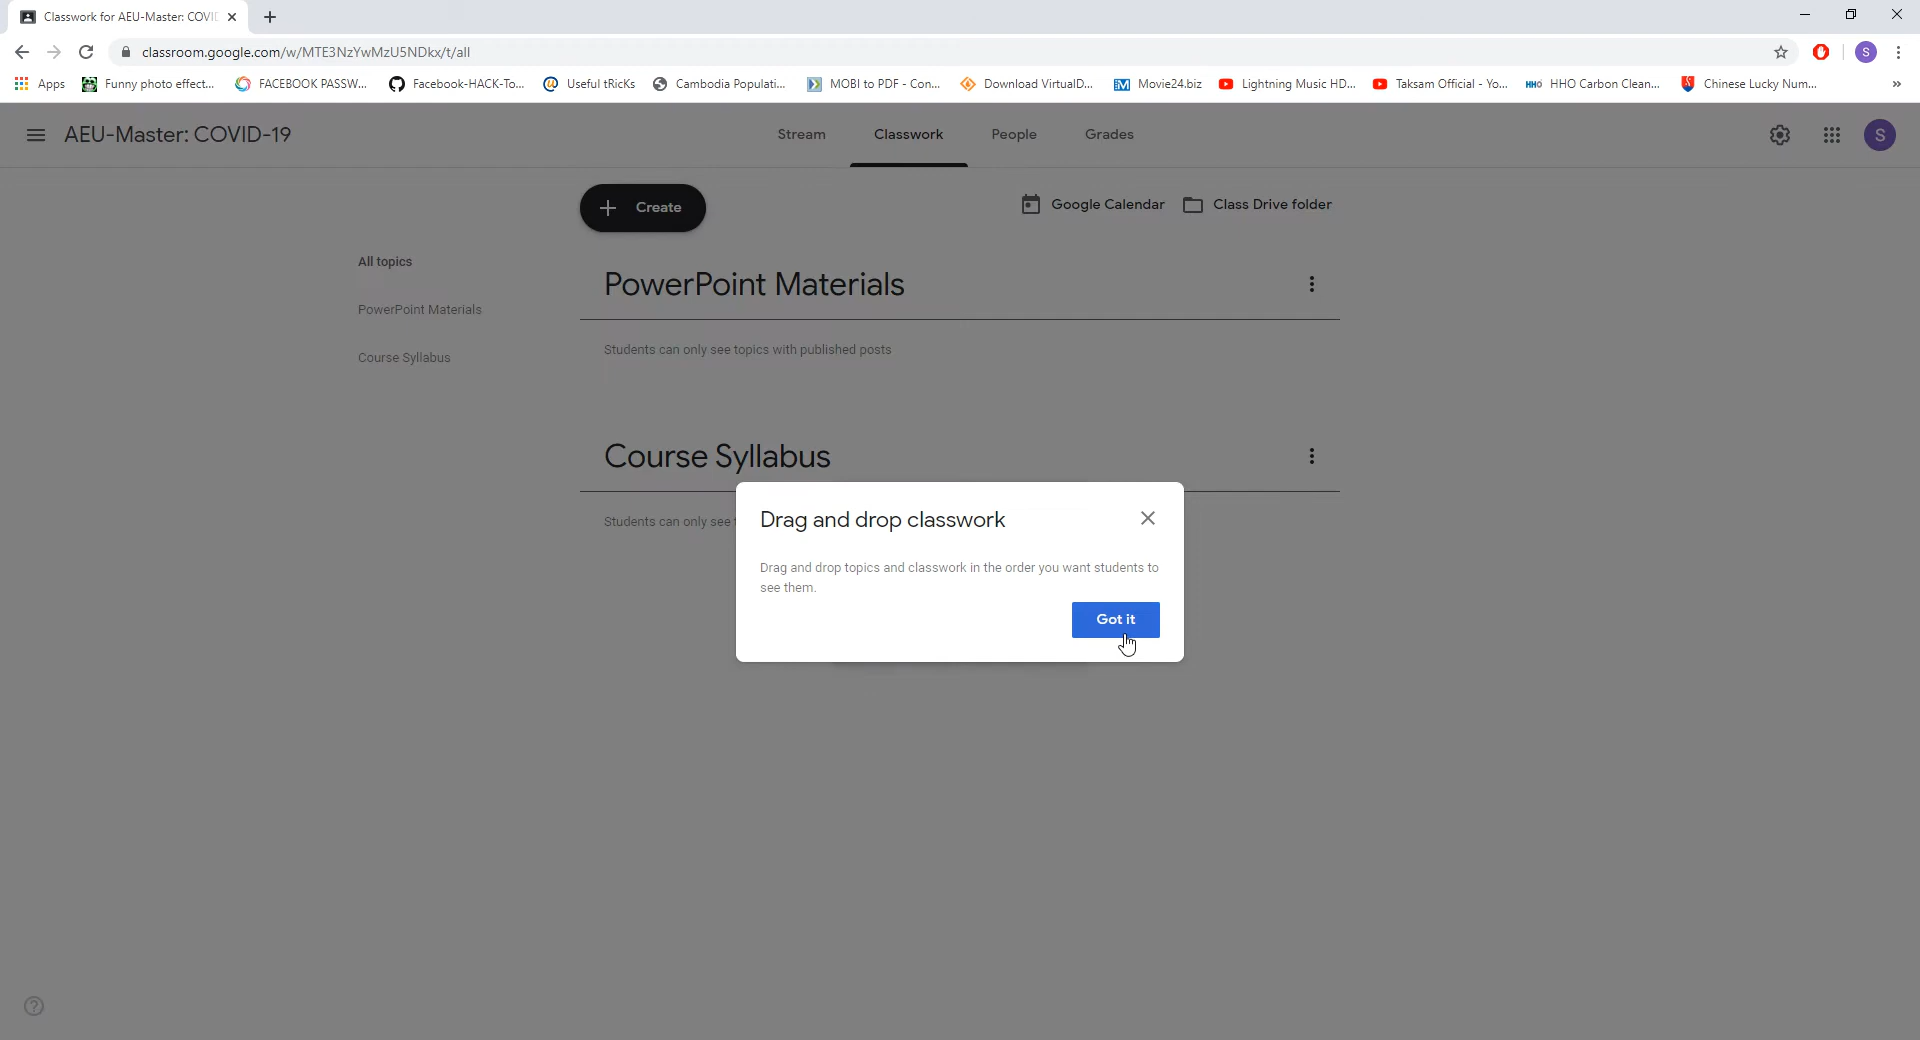 Classwork for AEU-Master: COVI
classroom.google.com/w/MTE3NzYwMzU5NDkx/t/all
S
Apps
Funny photo effect...
FACEBOOK PASSW...
Facebook-HACK-To...
Useful tRicKs
Cambodia Populati...
MOBI to PDF - Con...
Download VirtualD...
Movie24.biz
Lightning Music HD...
Taksam Official - Yo...
HHO HHO Carbon Clean...
Chinese Lucky Num...
»
AEU-Master: COVID-19
Stream
Classwork
People
Grades
S
Create
Google Calendar
Class Drive folder
All topics
PowerPoint Materials
Course Syllabus
PowerPoint Materials
Students can only see topics with published posts
Course Syllabus
Students can only see
Drag and drop classwork
Drag and drop topics and classwork in the order you want students to
see them.
Got it
?